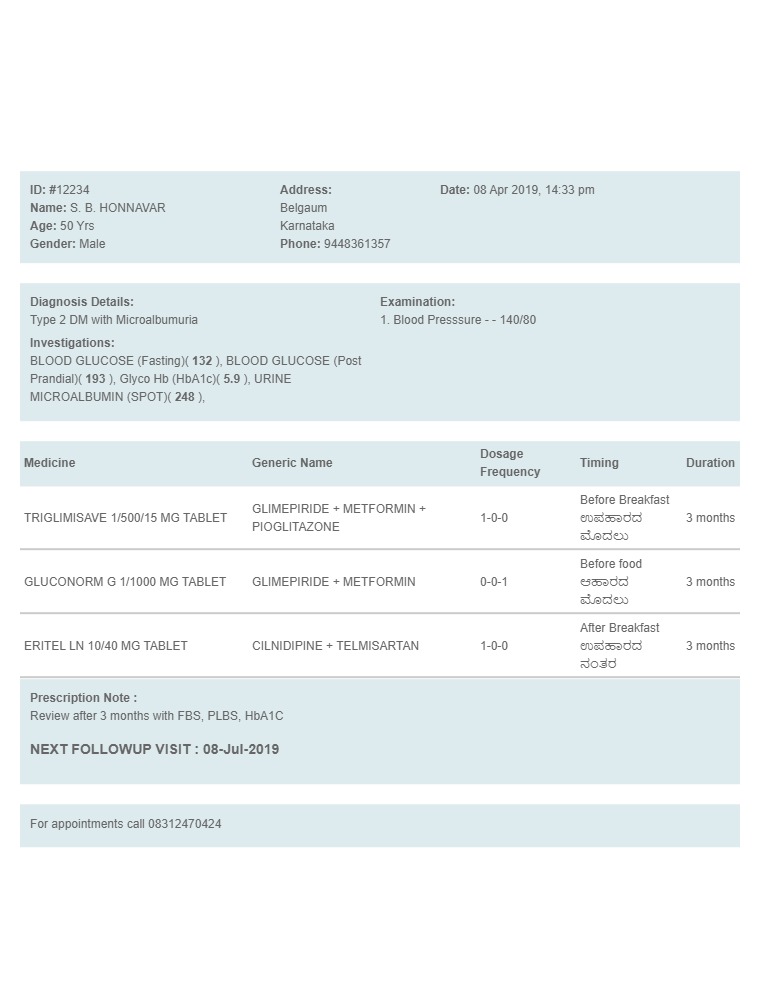 ID: #12234
Name: S. B. HONNAVAR
Age: 50 Yrs
Gender: Male
Address:
Belgaum
Karnataka
Phone: 9448361357
Date: 08 Apr 2019, 14:33 pm
Diagnosis Details:
Type 2 DM with Microalbumuria
Investigations:
BLOOD GLUCOSE (Fasting)( 132 ), BLOOD GLUCOSE (Post
Prandial)( 193 ), Glyco Hb (HbA1c)( 5.9 ), URINE
MICROALBUMIN (SPOT)( 248 ),
Examination:
1. Blood Presssure - - 140/80
Medicine Generic Name Dosage Frequency Timing Duration
TRIGLIMISAVE 1/500/15 MG TABLET
GLIMEPIRIDE + METFORMIN +
PIOGLITAZONE
1-0-0
Before Breakfast
ಉಪಹಾರದ
ಮೊದಲು
3 months
GLUCONORM G 1/1000 MG TABLET
GLIMEPIRIDE + METFORMIN
0-0-1
Before food
ಆಹಾರದ
ಮೊದಲು
3 months
ERITEL LN 10/40 MG TABLET
CILNIDIPINE + TELMISARTAN
1-0-0
After Breakfast
ಉಪಹಾರದ
ನಂತರ
3 months
Prescription Note :
Review after 3 months with FBS, PLBS, HbA1C
NEXT FOLLOWUP VISIT : 08-Jul-2019
For appointments call 08312470424